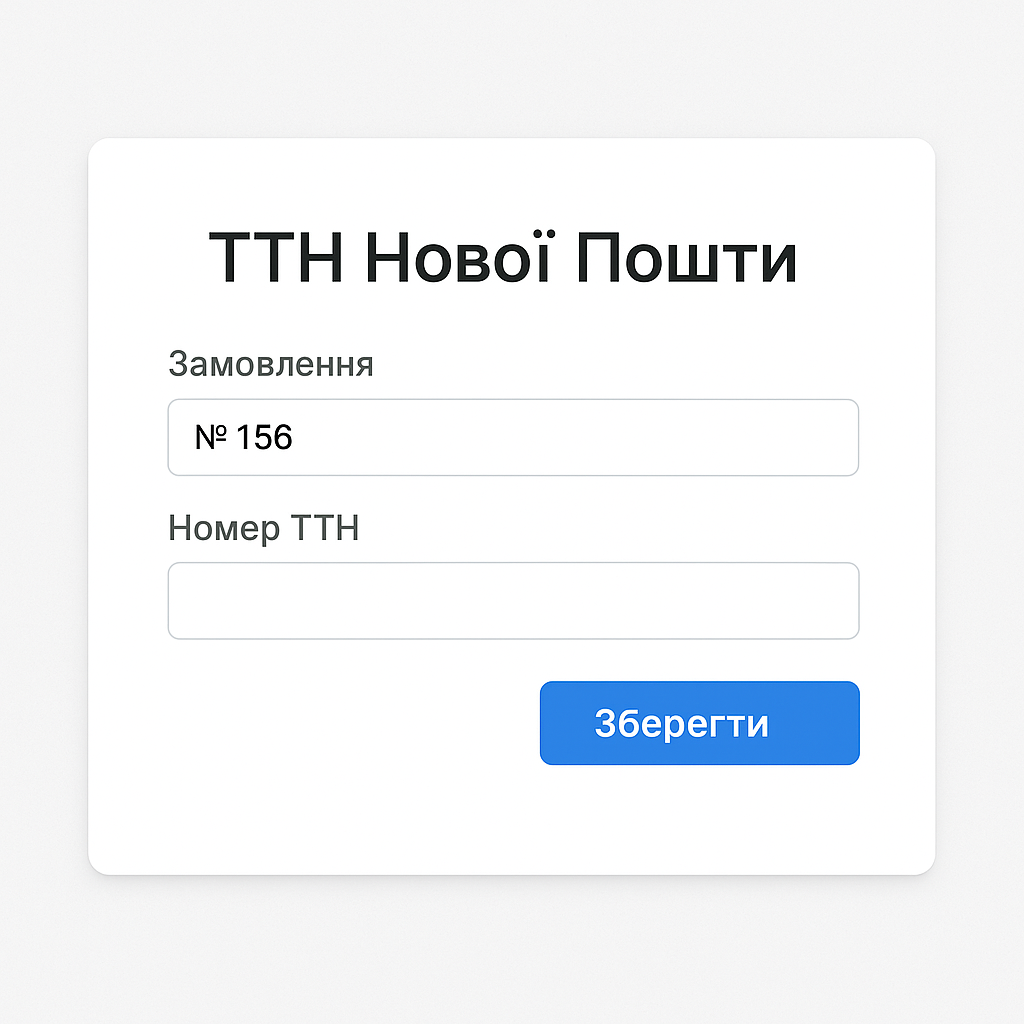 ТТН Нової Пошти
Замовлення
№ 156
Номер ТТН
Зберегти